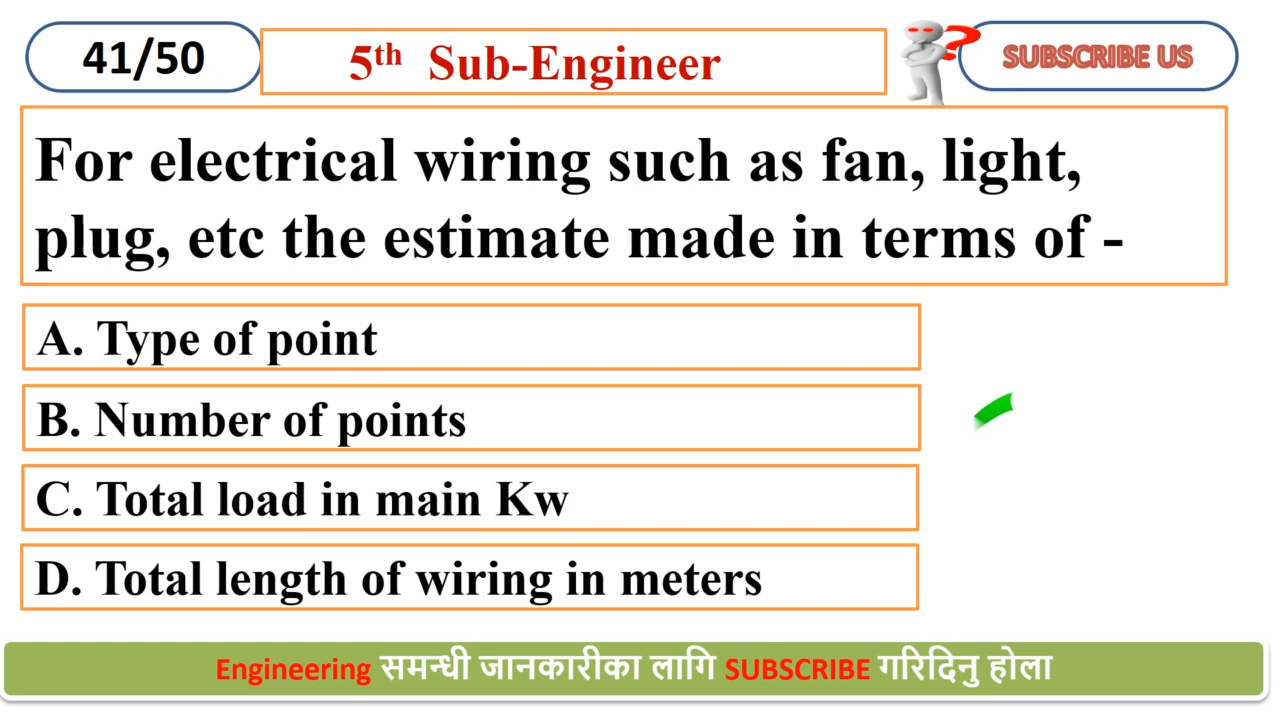 41/50
5th Sub-Engineer
SUBSCRIBE US
For electrical wiring such as fan, light,
plug, etc the estimate made in terms of -
A. Type of point
B. Number of points
C. Total load in main Kw
D. Total length of wiring in meters
Engineering समन्धी जानकारीका लागि SUBSCRIBE गरिदिनु होला